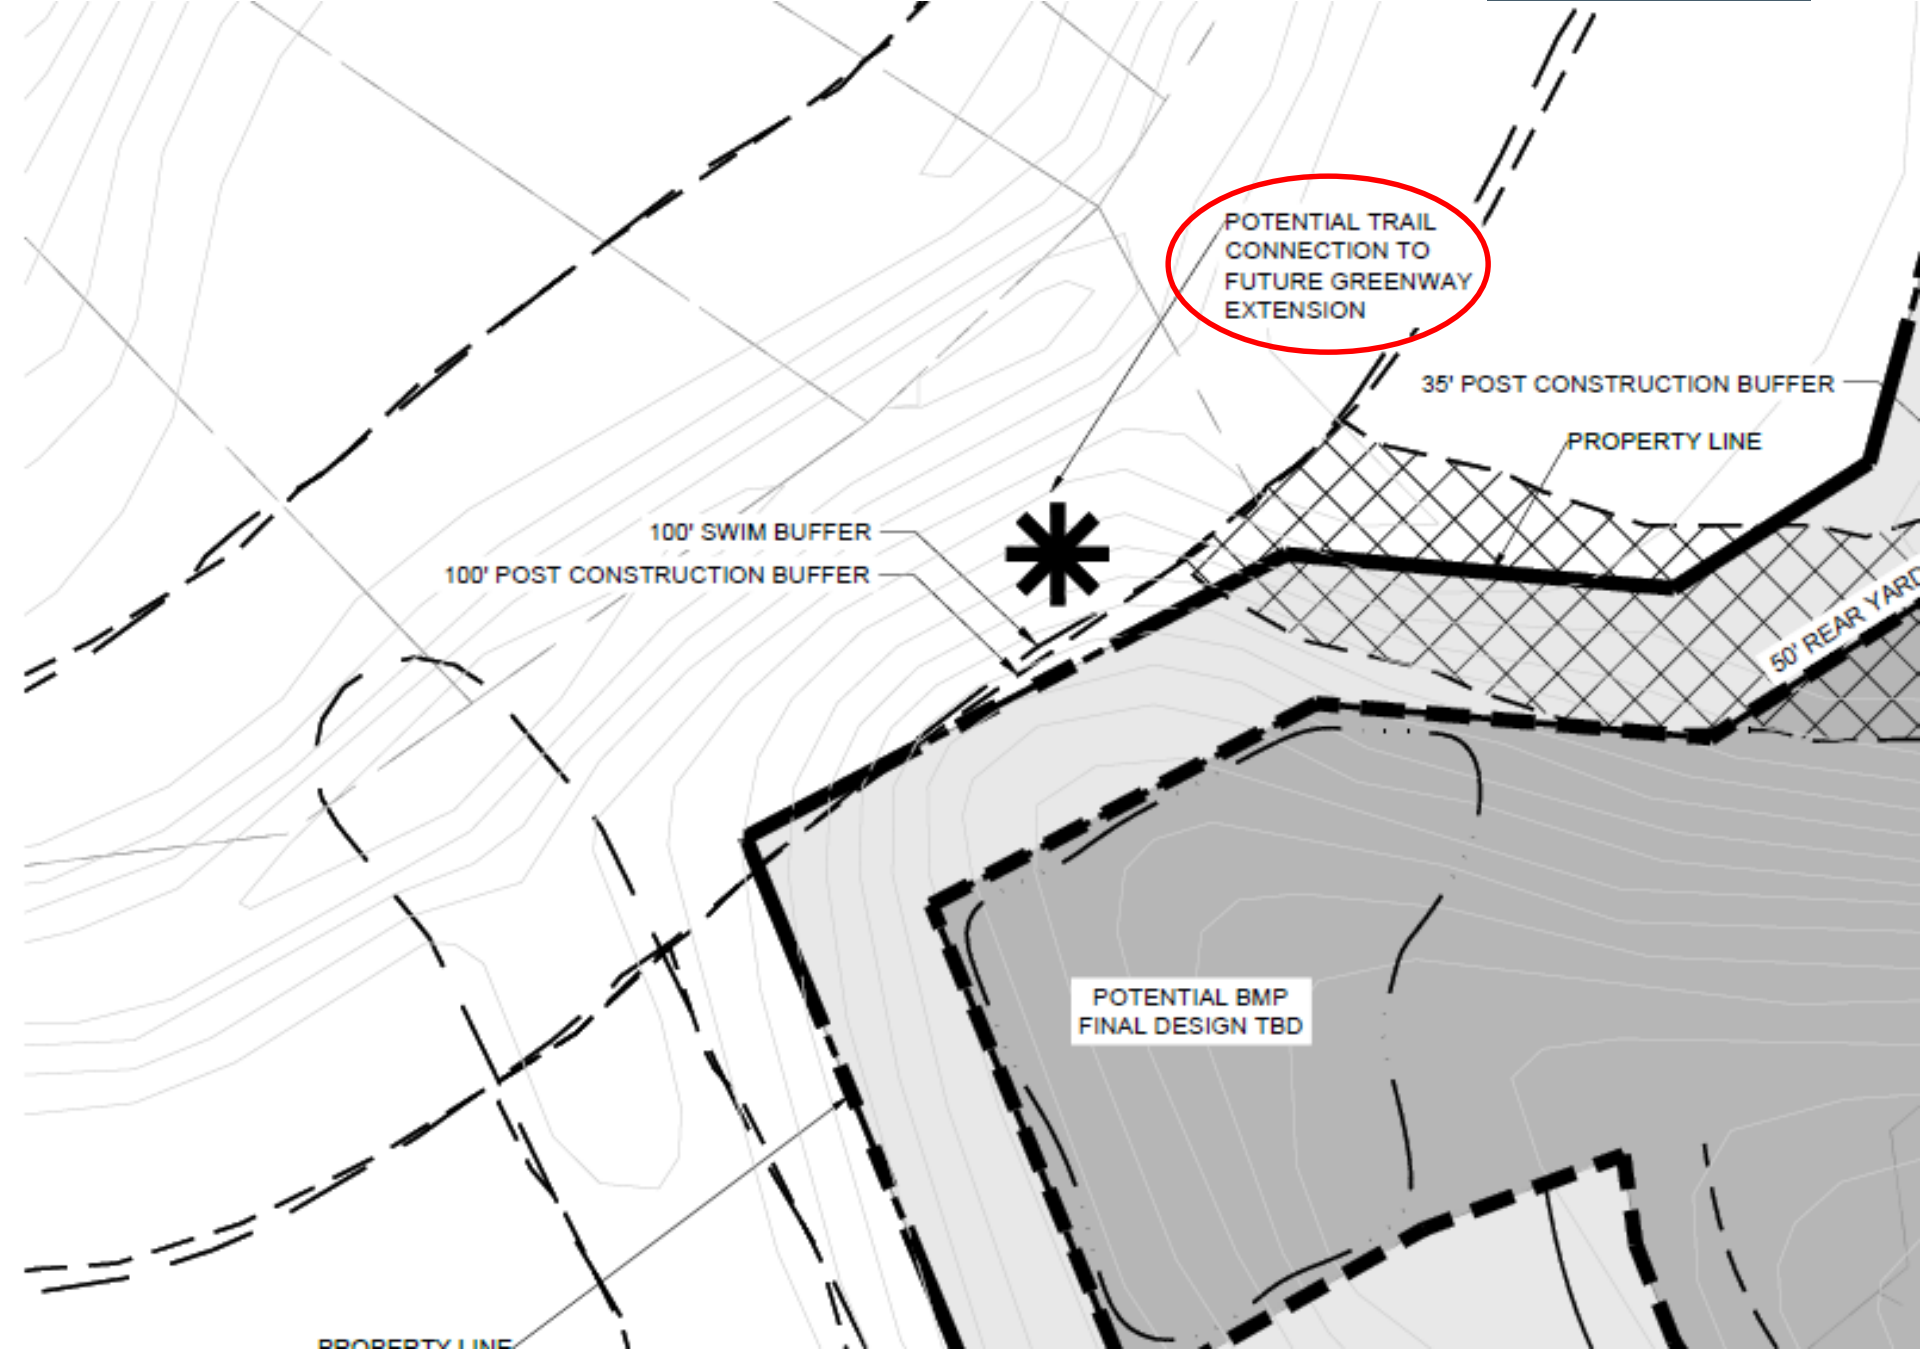 POTENTIAL TRAIL
CONNECTION TO
FUTURE GREENWAY
EXTENSION
35' POST CONSTRUCTION BUFFER
PROPERTY LINE
100' SWIM BUFFER
100' POST CONSTRUCTION BUFFER
50' REAR YARD
POTENTIAL BMP
FINAL DESIGN TBD
PROPERTY LINE